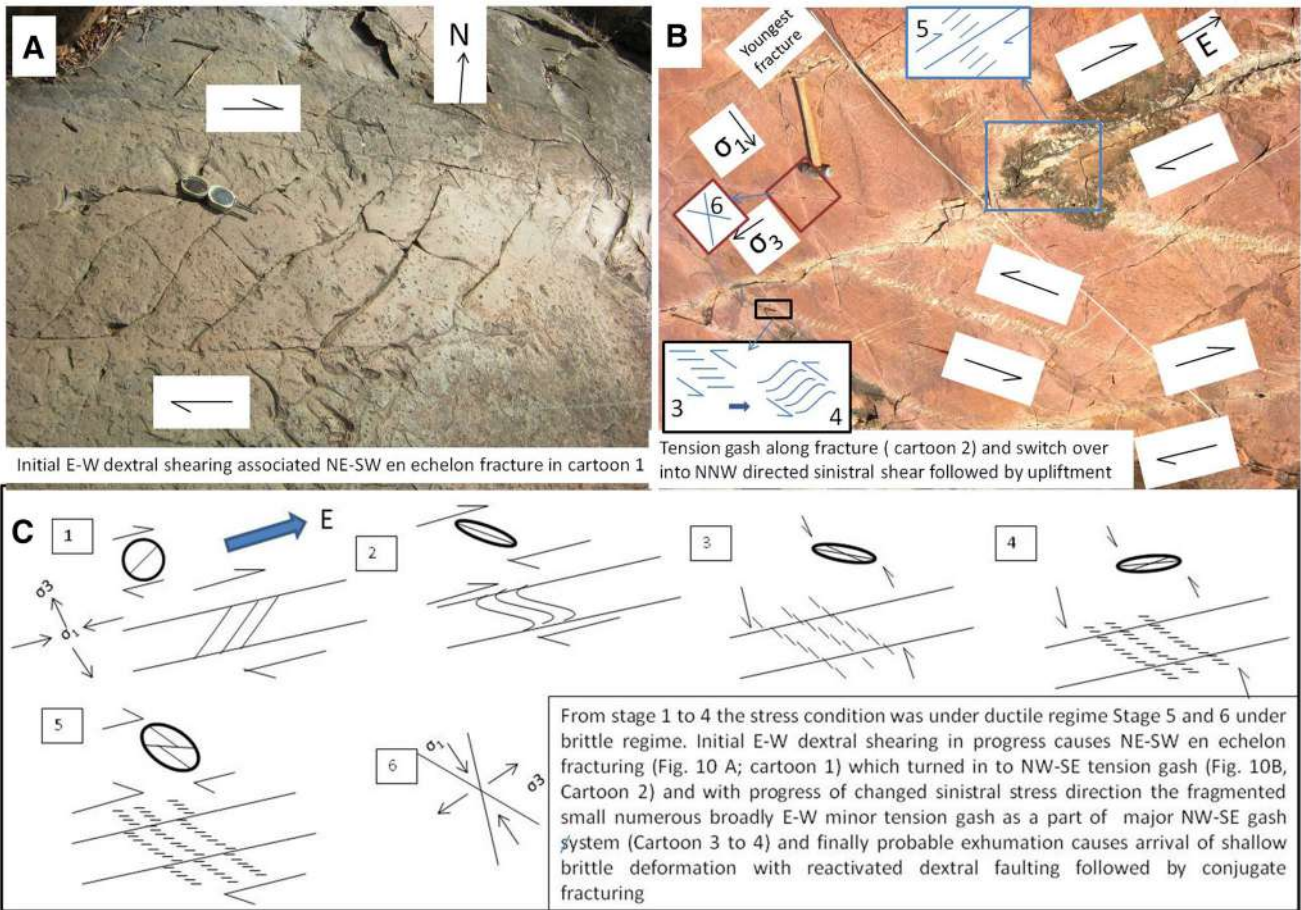 A
N
Initial E-W dextral shearing associated NE-SW en echelon fracture in cartoon 1
B
Youngest
fracture
5
E
σ1
6
σ3
3
4
Tension gash along fracture ( cartoon 2) and switch over
into NNW directed sinistral shear followed by upliftment
C
1
E
2
3
4
σ3
σ1
5
6
σ1
σ3
From stage 1 to 4 the stress condition was under ductile regime Stage 5 and 6 under
brittle regime. Initial E-W dextral shearing in progress causes NE-SW en echelon
fracturing (Fig. 10 A; cartoon 1) which turned in to NW-SE tension gash (Fig. 10B,
Cartoon 2) and with progress of changed sinistral stress direction the fragmented
small numerous broadly E-W minor tension gash as a part of major NW-SE gash
system (Cartoon 3 to 4) and finally probable exhumation causes arrival of shallow
brittle deformation with reactivated dextral faulting followed by conjugate
fracturing